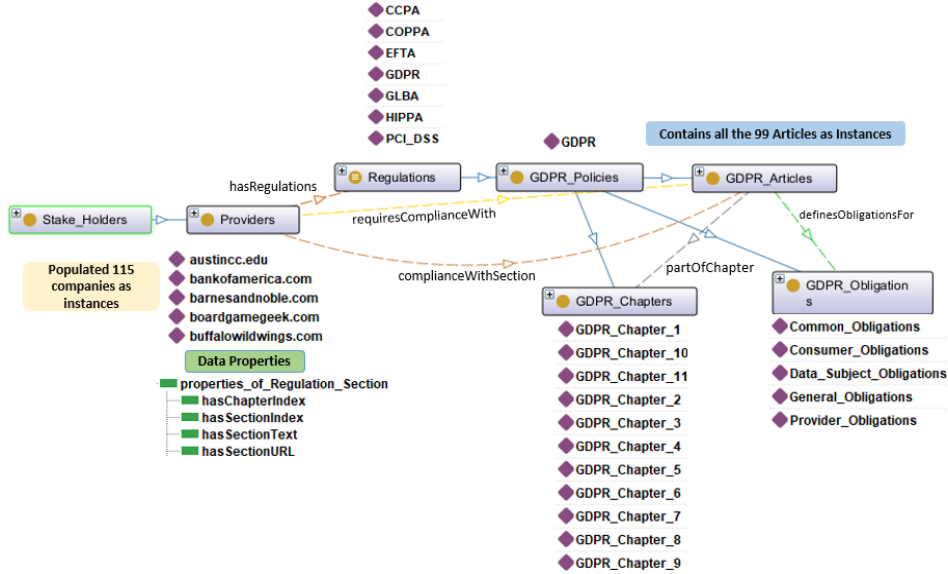 CCPA
COPPA
EFTA
GDPR
GLBA
HIPPA
PCI_DSS
GDPR
Contains all the 99 Articles as Instances
Regulations
GDPR_Policies
GDPR_Articles
hasRegulations
requiresComplianceWith
definesObligationsFor
Stake_Holders
Providers
complianceWithSection
partOfChapter
Populated 115
companies as
instances
austincc.edu
bankofamerica.com
barnesandnoble.com
boardgamegeek.com
buffalowildwings.com
Data Properties
properties_of_Regulation_Section
hasChapterIndex
hasSectionIndex
hasSectionText
hasSectionURL
GDPR_Chapters
GDPR_Chapter_1
GDPR_Chapter_10
GDPR_Chapter_11
GDPR_Chapter_2
GDPR_Chapter_3
GDPR_Chapter_4
GDPR_Chapter_5
GDPR_Chapter_6
GDPR_Chapter_7
GDPR_Chapter_8
GDPR_Chapter_9
GDPR_Obligation
s
Common_Obligations
Consumer_Obligations
Data_Subject_Obligations
General_Obligations
Provider_Obligations